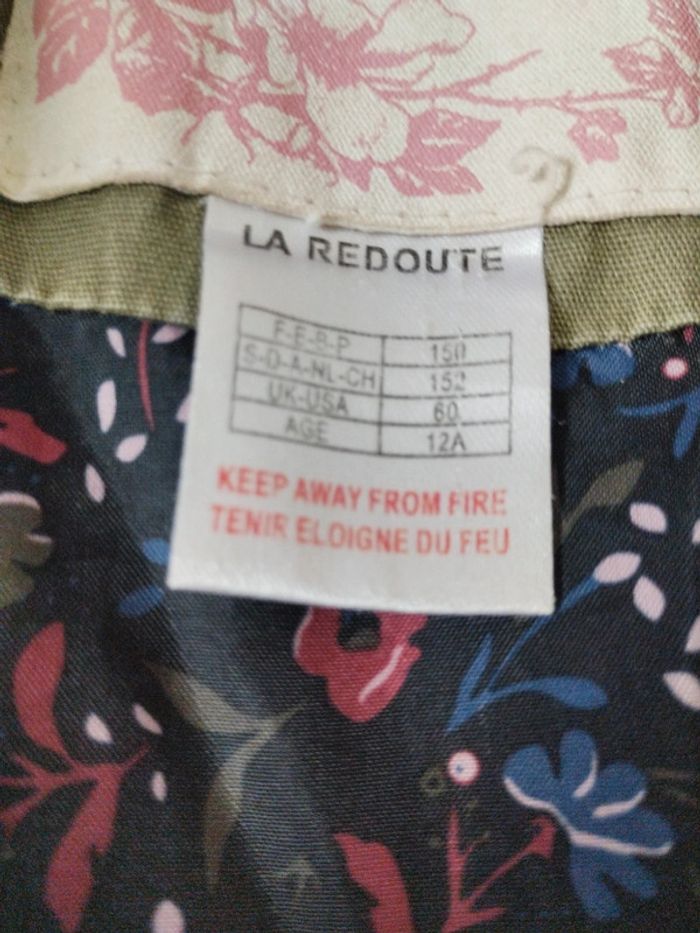 LA REDOUTE
F-E-B-P 150
S-D-A-NL-CH 152
UK-USA 60
AGE 12A
KEEP AWAY FROM FIRE
TENIR ELOIGNE DU FEU